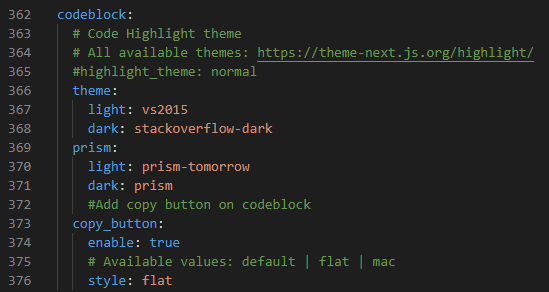 362 codeblock:
363 # Code Highlight theme
364 # All available themes: https://theme-next.js.org/highlight/
365 #highlight_theme: normal
366 theme:
367 light: vs2015
368 dark: stackoverflow-dark
369 prism:
370 light: prism-tomorrow
371 dark: prism
372 #Add copy button on codeblock
373 copy_button:
374 enable: true
375 # Available values: default | flat | mac
376 style: flat